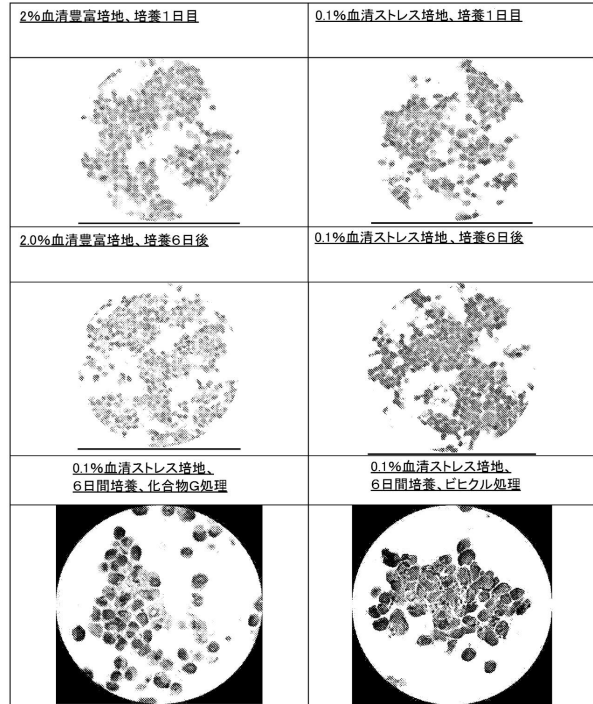 2%血清豊富培地、培養1日目
0.1%血清ストレス培地、培養1日目
2.0%血清豊富培地、培養6日後
0.1%血清ストレス培地、培養6日後
0.1%血清ストレス培地、
6日間培養、化合物G処理
0.1%血清ストレス培地、
6日間培養、ビヒクル処理